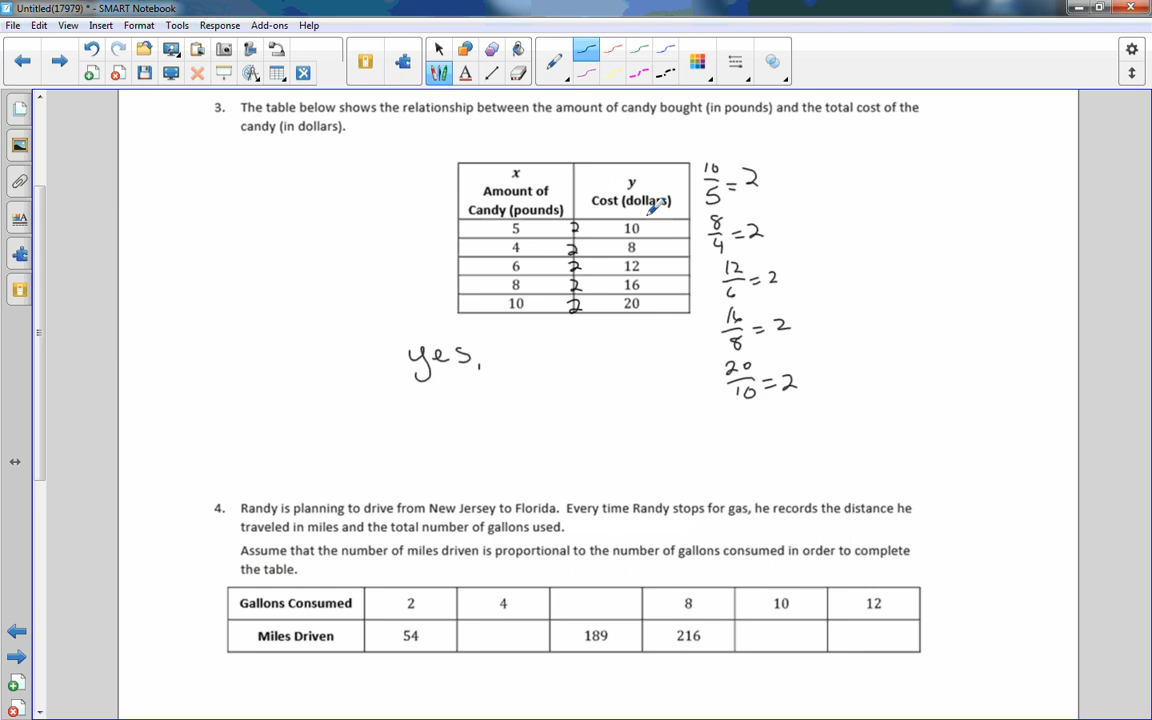 Untitled(17979) * - SMART Notebook
File Edit View Insert Format Tools Response Add-ons Help
3. The table below shows the relationship between the amount of candy bought (in pounds) and the total cost of the
candy (in dollars).
x
Amount of
Candy (pounds)
y
Cost (dollars)
5 2 10
4 2 8
6 2 12
8 2 16
10 2 20
10/5 = 2
8/4 = 2
12/6 = 2
16/8 = 2
20/10 = 2
yes,
4. Randy is planning to drive from New Jersey to Florida. Every time Randy stops for gas, he records the distance he
traveled in miles and the total number of gallons used.
Assume that the number of miles driven is proportional to the number of gallons consumed in order to complete
the table.
Gallons Consumed 2 4 8 10 12
Miles Driven 54 189 216